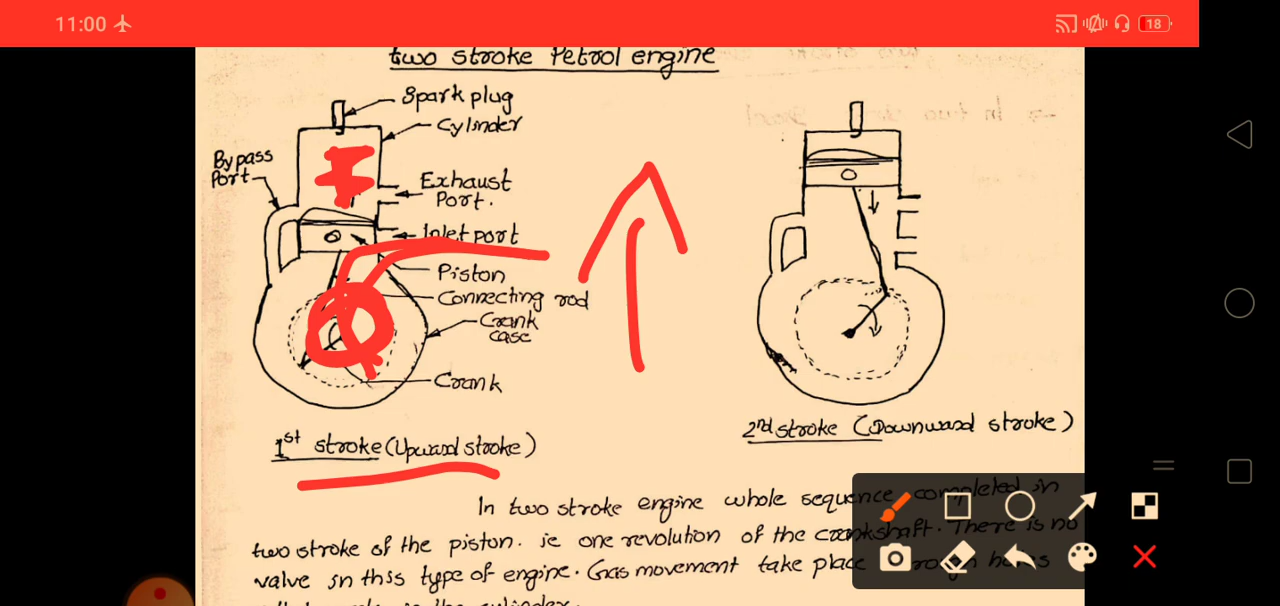 11:00
18
two stroke Petrol engine
Spark plug
Cylinder
Bypass
Port
Exhaust
Port.
Inlet port
Piston
Connecting rod
Crank
case
Crank
1st stroke (Upward stroke)
2nd stroke (Downward stroke)
In two stroke engine whole sequence completed in
two stroke of the piston. ie one revolution of the crankshaft. There is no
valve in this type of engine. Gas movement take place through holes